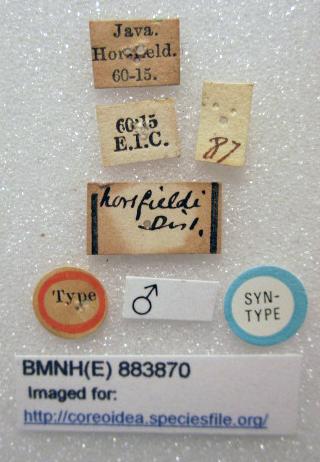 Java.
Horsfield.
60-15.
60·15
E.I.C.
87
horsfieldi
Dist.
Type
♂
SYN-
TYPE
BMNH(E) 883870
Imaged for:
http://coreoidea.speciesfile.org/